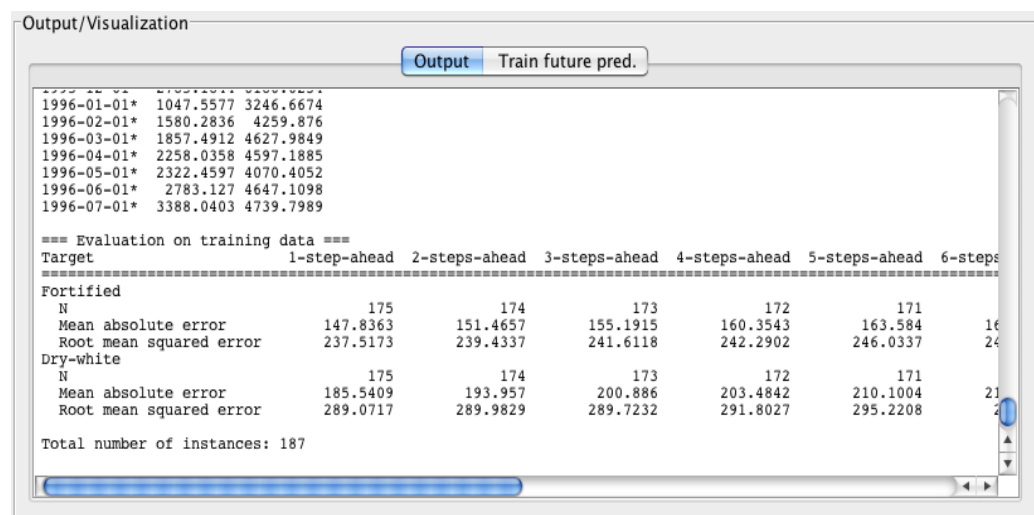 Output/Visualization
Output Train future pred.
1996-01-01* 1047.5577 3246.6674
1996-02-01* 1580.2836 4259.876
1996-03-01* 1857.4912 4627.9849
1996-04-01* 2258.0358 4597.1885
1996-05-01* 2322.4597 4070.4052
1996-06-01* 2783.127 4647.1098
1996-07-01* 3388.0403 4739.7989
=== Evaluation on training data ===
Target 1-step-ahead 2-steps-ahead 3-steps-ahead 4-steps-ahead 5-steps-ahead 6-steps
Fortified
N 175 174 173 172 171
Mean absolute error 147.8363 151.4657 155.1915 160.3543 163.584 16
Root mean squared error 237.5173 239.4337 241.6118 242.2902 246.0337 24
Dry-white
N 175 174 173 172 171
Mean absolute error 185.5409 193.957 200.886 203.4842 210.1004 21
Root mean squared error 289.0717 289.9829 289.7232 291.8027 295.2208
Total number of instances: 187